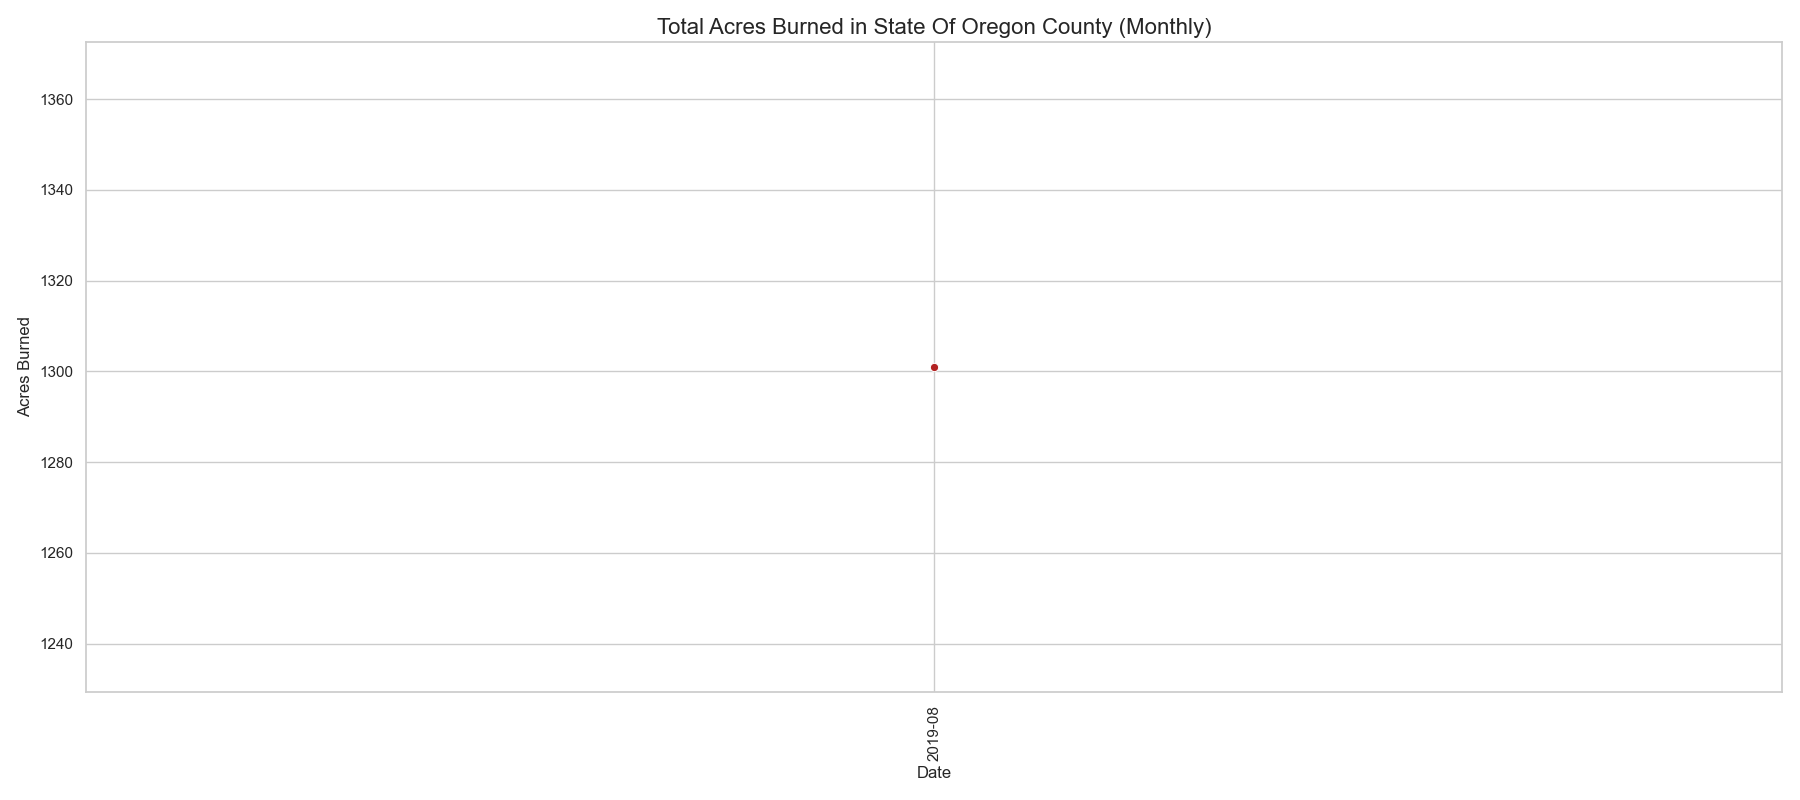 Total Acres Burned in State Of Oregon County (Monthly)
1360
1340
1320
1300
1280
1260
1240
Acres Burned
2019-08
Date